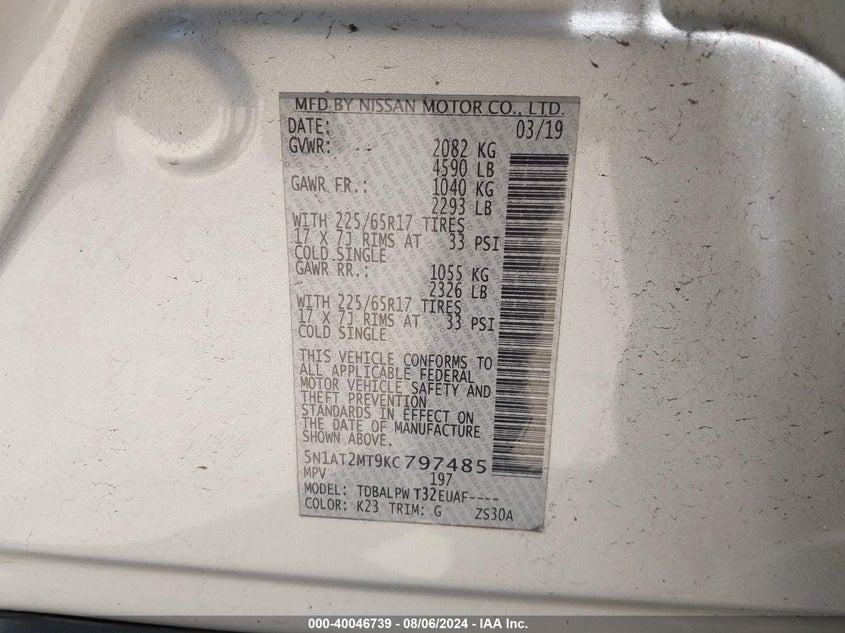 MFD BY NISSAN MOTOR CO., LTD.
DATE: 03/19
GVWR: -- 2082 KG
4590 LB
GAWR FR.: 1040 KG
2293 LB
WITH 225/65R17 TIRES
17 X 7J RIMS AT 33 PSI
COLD SINGLE
GAWR RR.: 1055 KG
2326 LB
WITH 225/65R17 TIRES
17 X 7J RIMS AT 33 PSI
COLD SINGLE
THIS VEHICLE CONFORMS TO
ALL APPLICABLE FEDERAL
MOTOR VEHICLE SAFETY AND
THEFT PREVENTION
STANDARDS IN EFFECT ON
THE DATE OF MANUFACTURE
SHOWN ABOVE.
5N1AT2MT9KC797485
MPV 197
MODEL: TDBALPW T32EUAF----
COLOR: K23 TRIM: G ZS30A
000-40046739 - 08/06/2024 - IAA Inc.